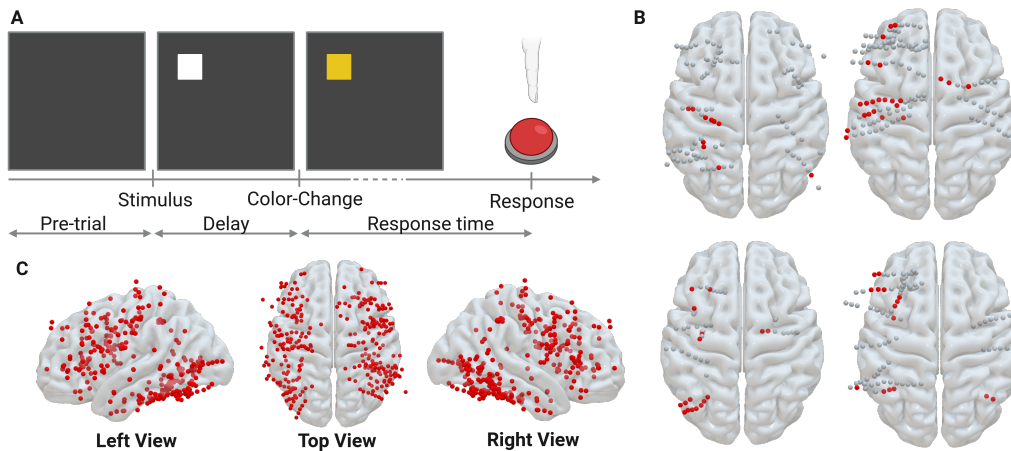 A
B
Stimulus
Color-Change
Response
Pre-trial
Delay
Response time
C
Left View
Top View
Right View